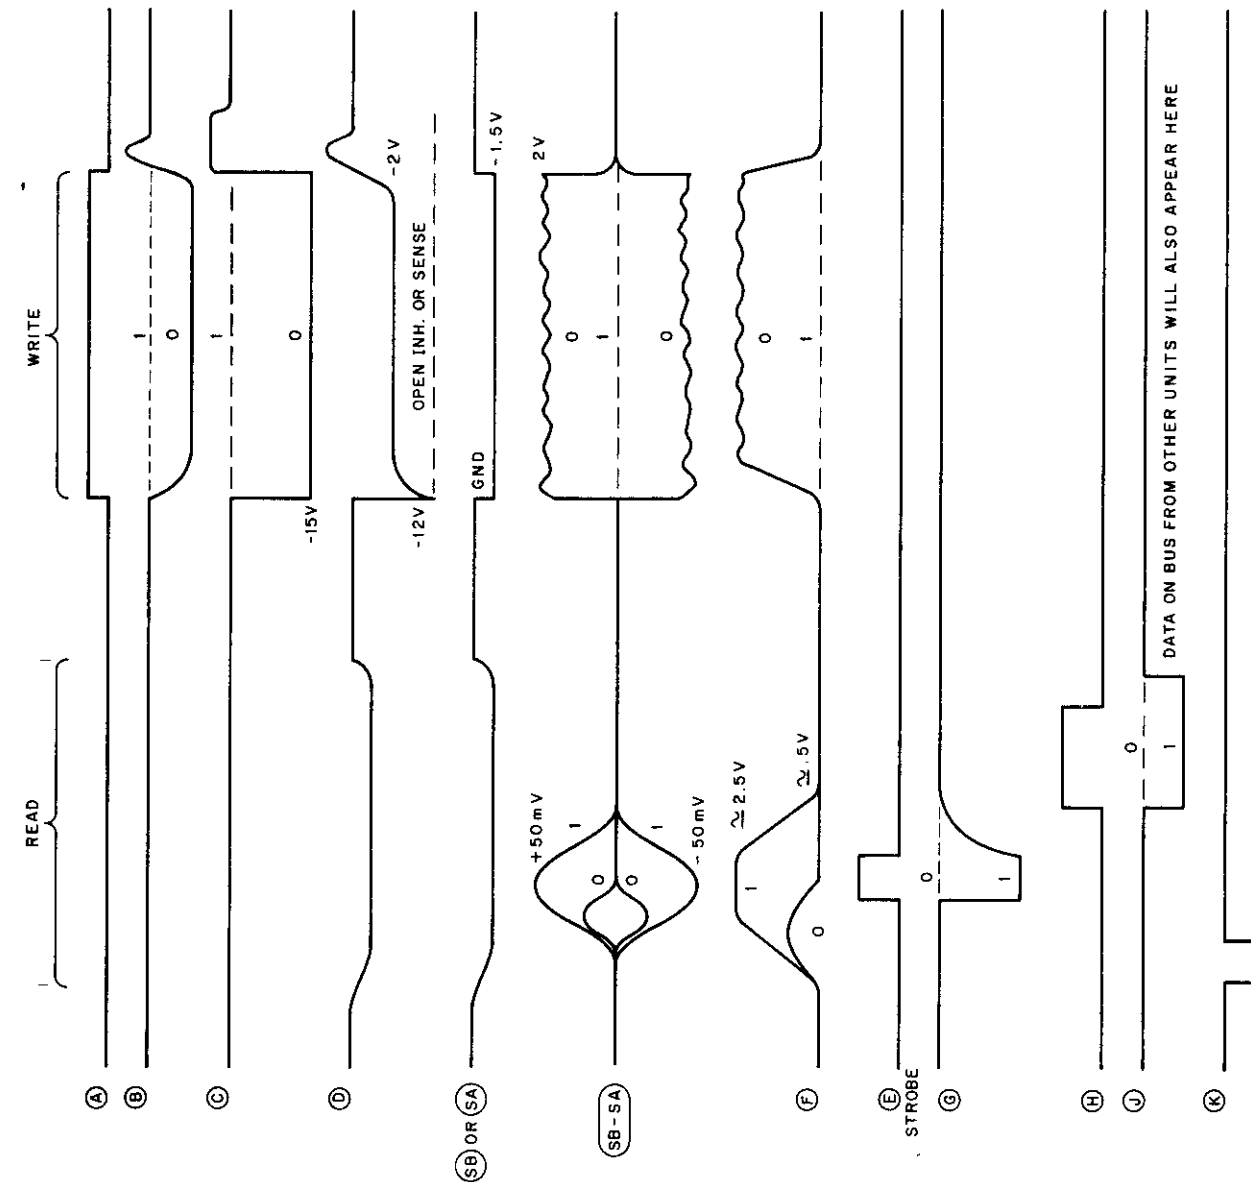 READ
WRITE
A
B
1
0
C
1
0
-15V
D
-2V
OPEN INH. OR SENSE
-12V
SB OR SA
GND
-1.5V
SB - SA
+50mV
1
0
0
1
-50mV
2V
0
1
0
F
≃2.5V
1
0
≃.5V
0
1
E
STROBE
G
0
1
H
J
0
1
DATA ON BUS FROM OTHER UNITS WILL ALSO APPEAR HERE
K